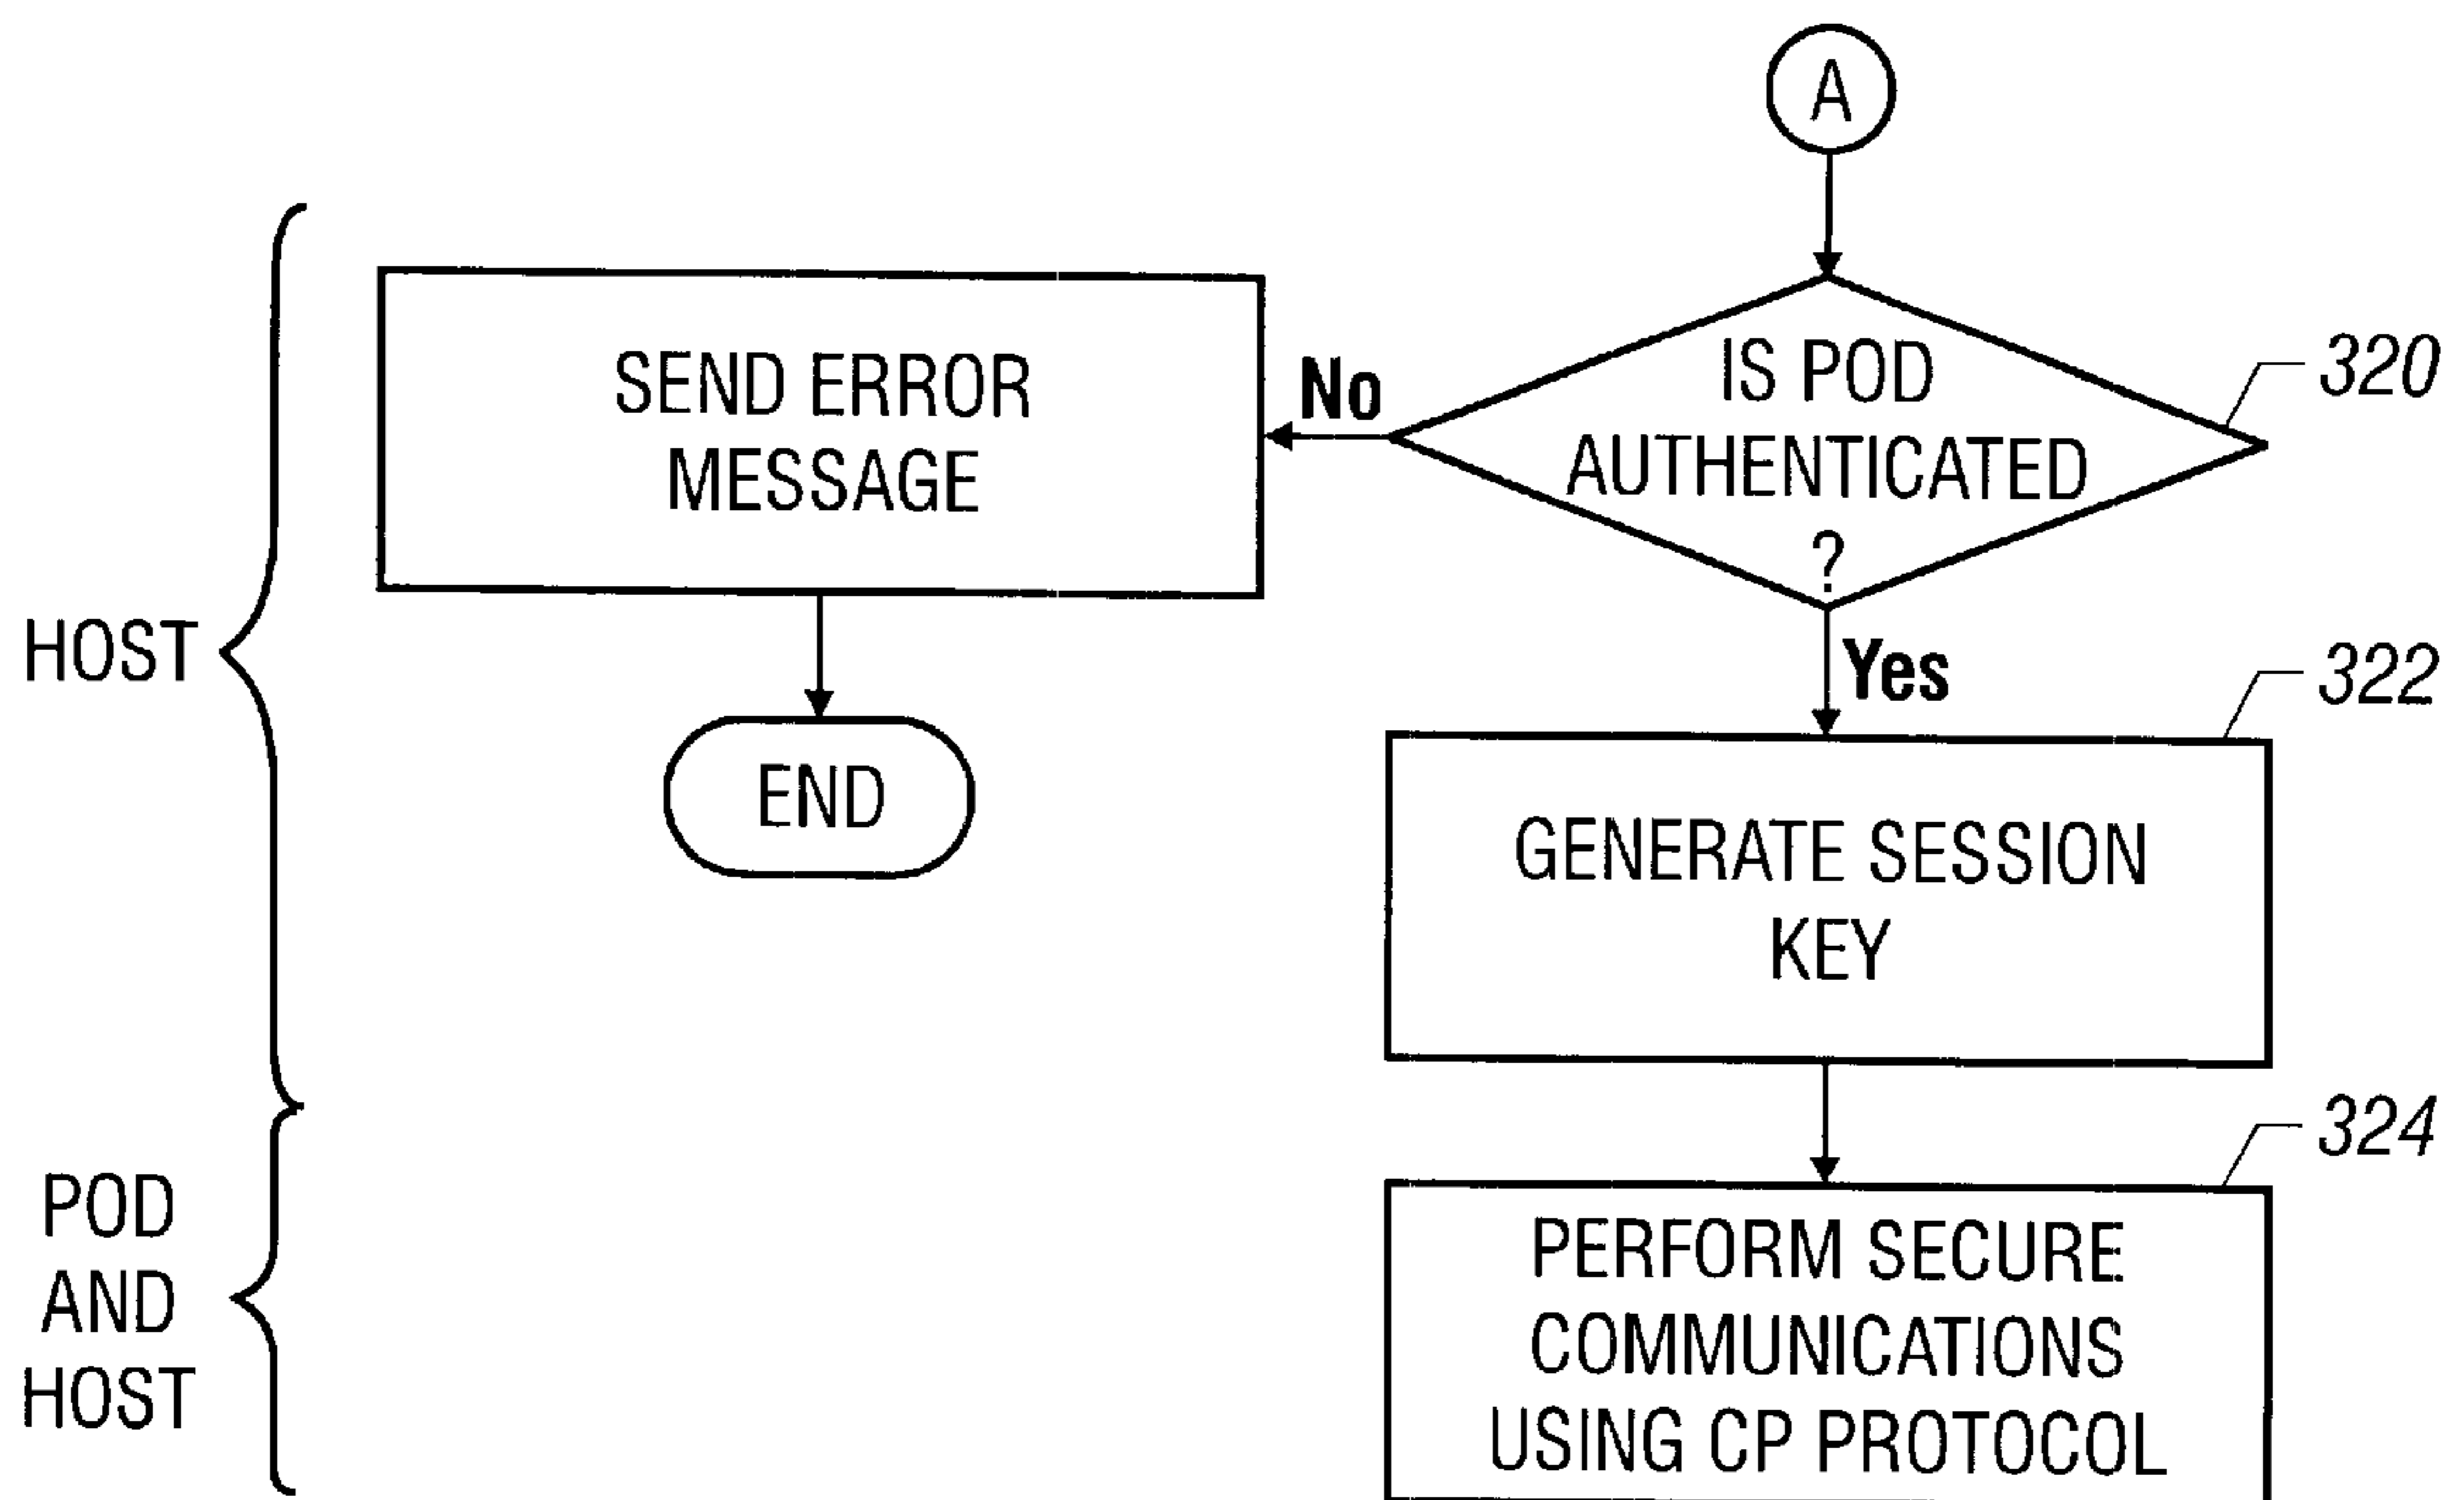 A
IS POD
AUTHENTICATED
?
320
No
SEND ERROR
MESSAGE
END
Yes
322
GENERATE SESSION
KEY
324
PERFORM SECURE
COMMUNICATIONS
USING CP PROTOCOL
HOST
POD
AND
HOST